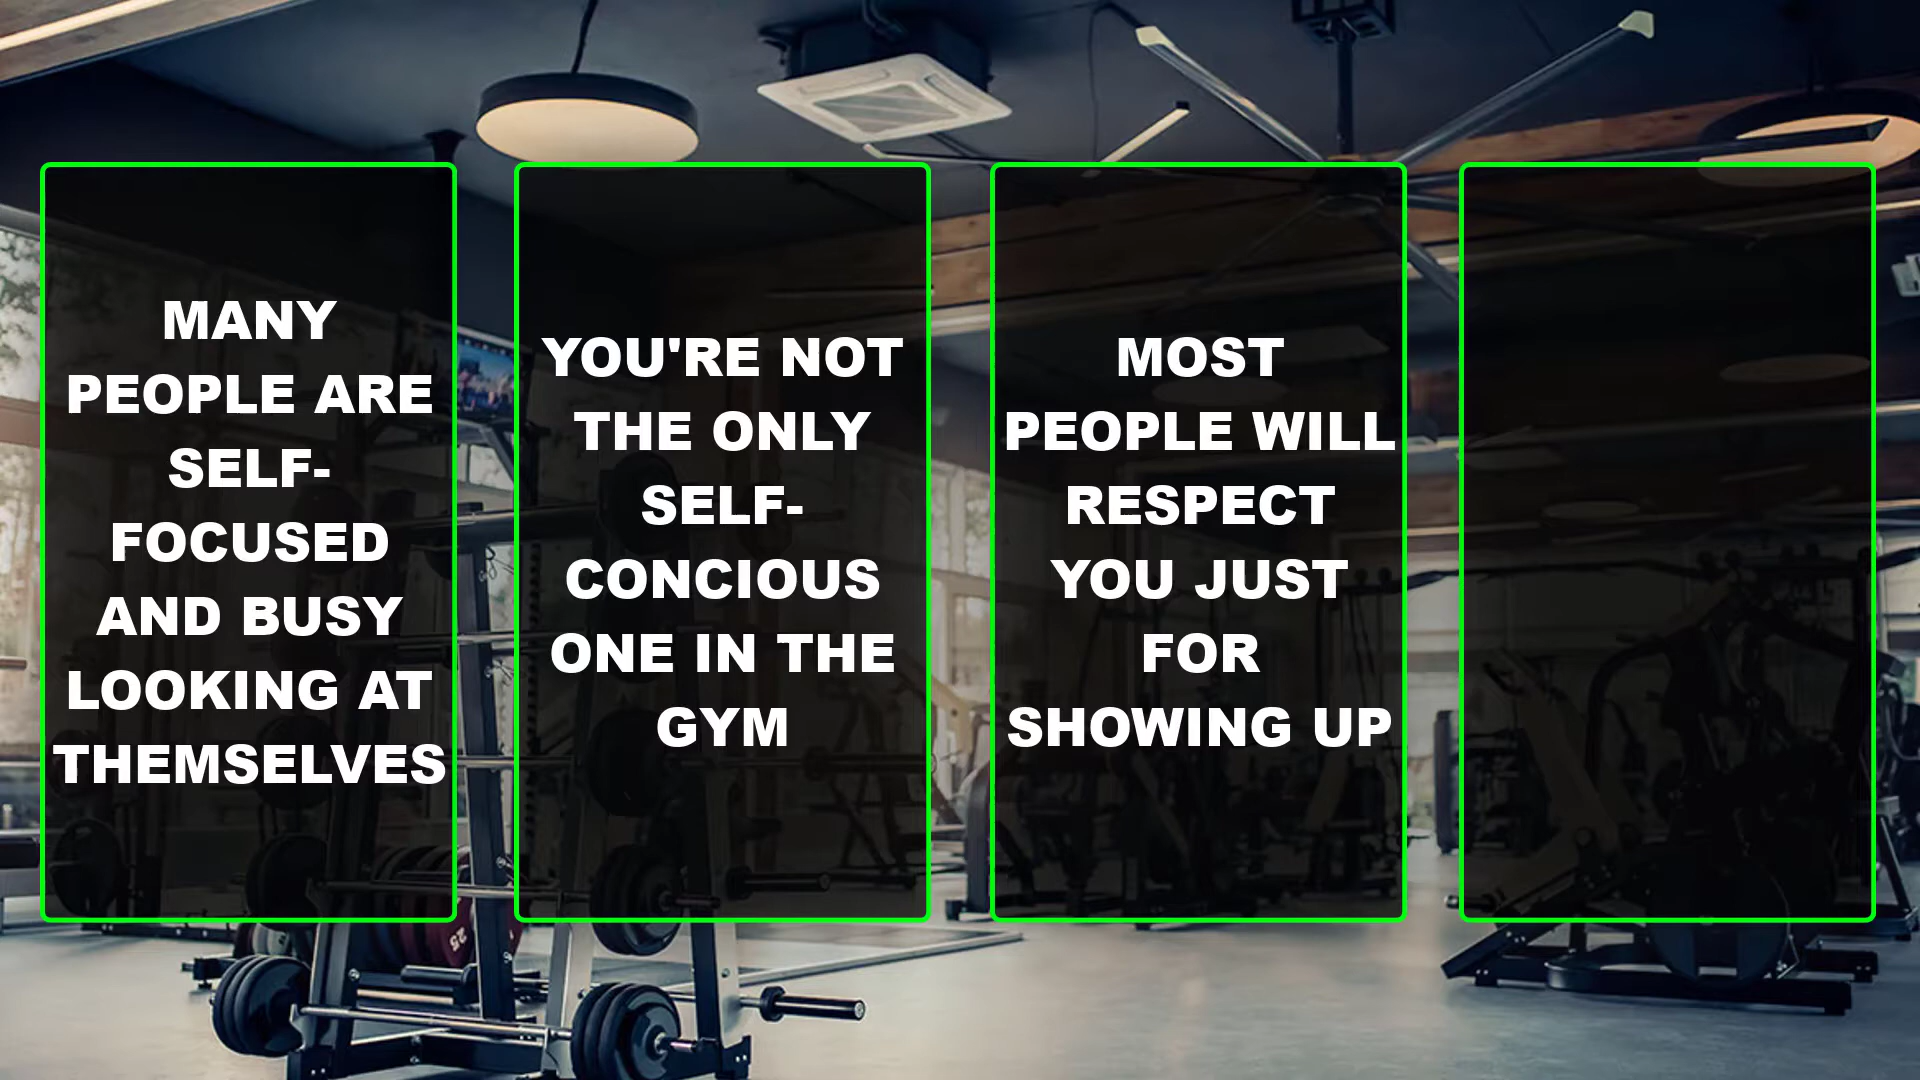 MANY
PEOPLE ARE
SELF-
FOCUSED
AND BUSY
LOOKING AT
THEMSELVES
YOU'RE NOT
THE ONLY
SELF-
CONCIOUS
ONE IN THE
GYM
MOST
PEOPLE WILL
RESPECT
YOU JUST
FOR
SHOWING UP
25